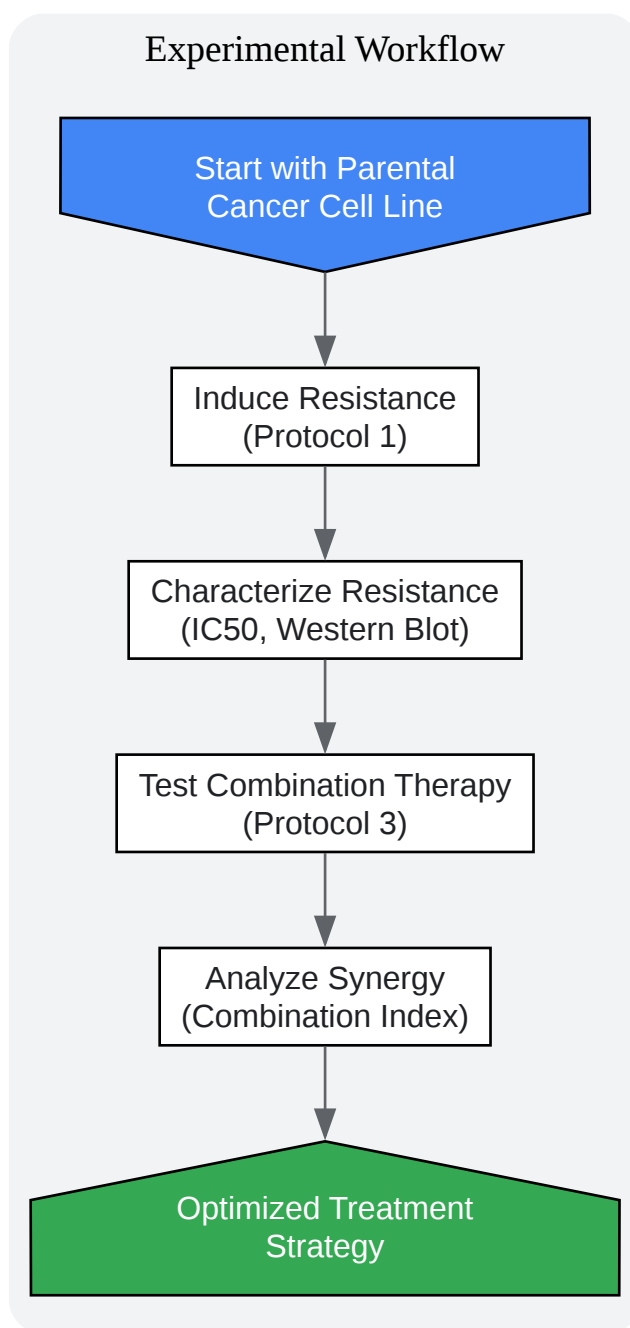 Experimental Workflow
Start with Parental
Cancer Cell Line
Induce Resistance
(Protocol 1)
Characterize Resistance
(IC50, Western Blot)
Test Combination Therapy
(Protocol 3)
Analyze Synergy
(Combination Index)
Optimized Treatment
Strategy